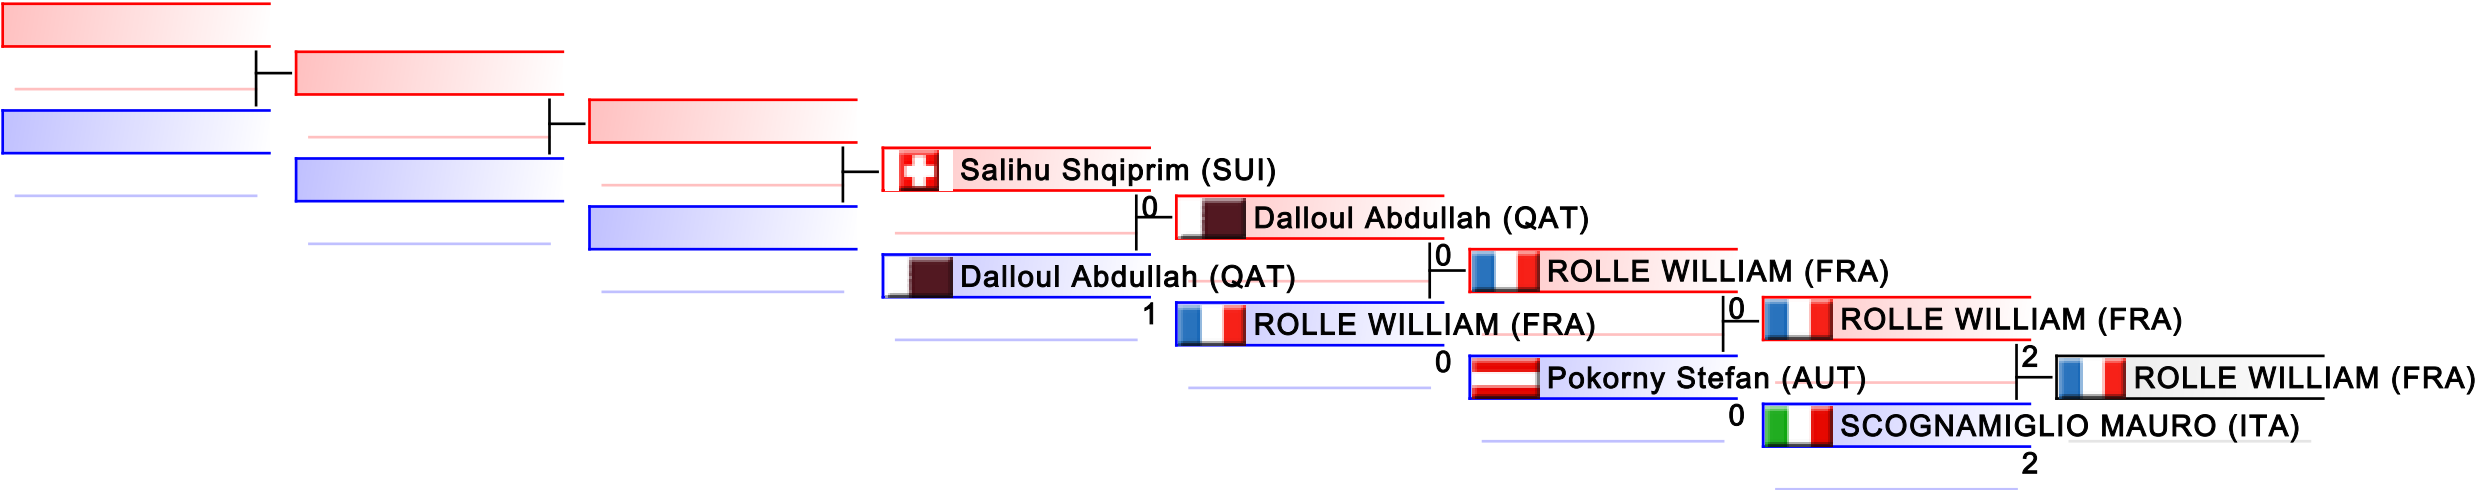 Salihu Shqiprim (SUI)
0
Dalloul Abdullah (QAT)
0
Dalloul Abdullah (QAT)
1
ROLLE WILLIAM (FRA)
ROLLE WILLIAM (FRA)
0
0
ROLLE WILLIAM (FRA)
2
Pokorny Stefan (AUT)
0
ROLLE WILLIAM (FRA)
SCOGNAMIGLIO MAURO (ITA)
2